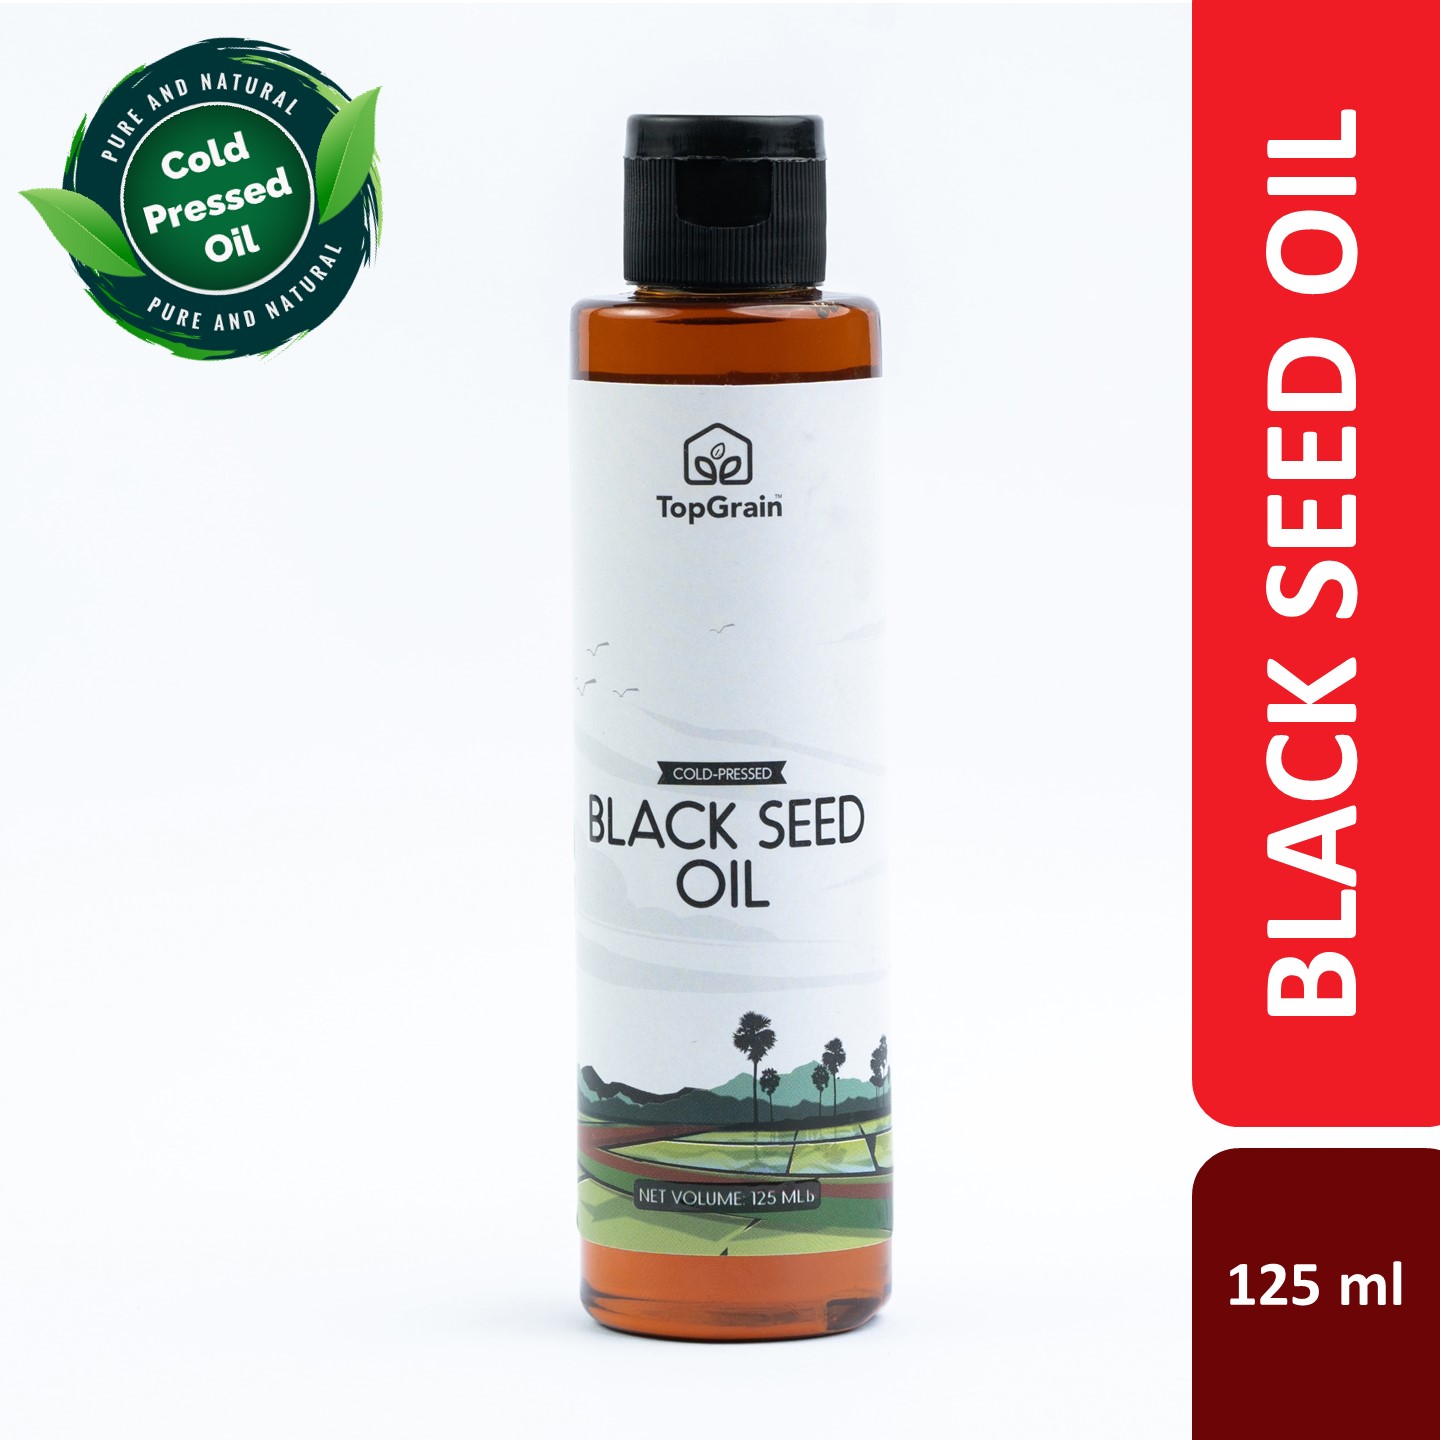 PURE AND NATURAL
Cold
Pressed
Oil
PURE AND NATURAL
TopGrain™
COLD-PRESSED
BLACK SEED
OIL
NET VOLUME: 125 MLb
BLACK SEED OIL
125 ml